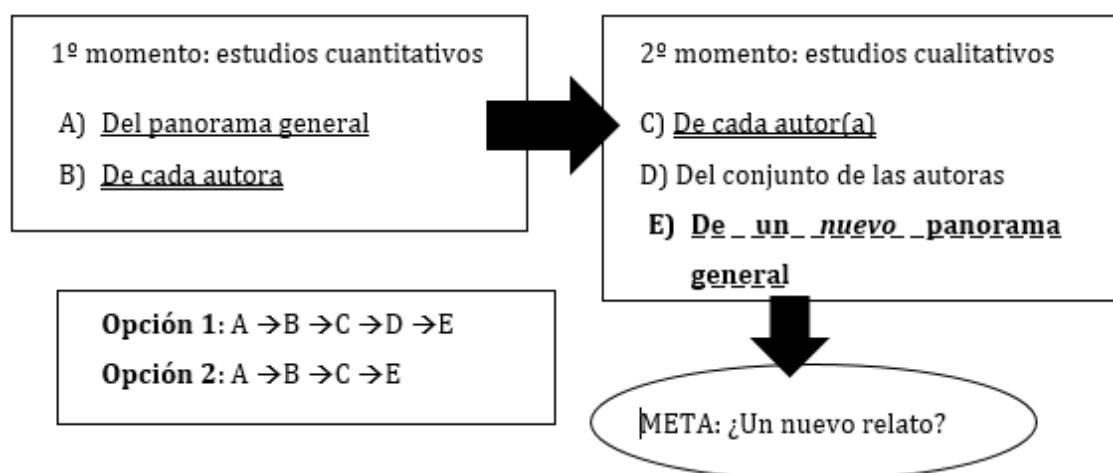 1º momento: estudios cuantitativos
A) Del panorama general
B) De cada autora
2º momento: estudios cualitativos
C) De cada autor(a)
D) Del conjunto de las autoras
E) De un nuevo panorama
general
Opción 1: A →B →C →D →E
Opción 2: A →B →C →E
META: ¿Un nuevo relato?